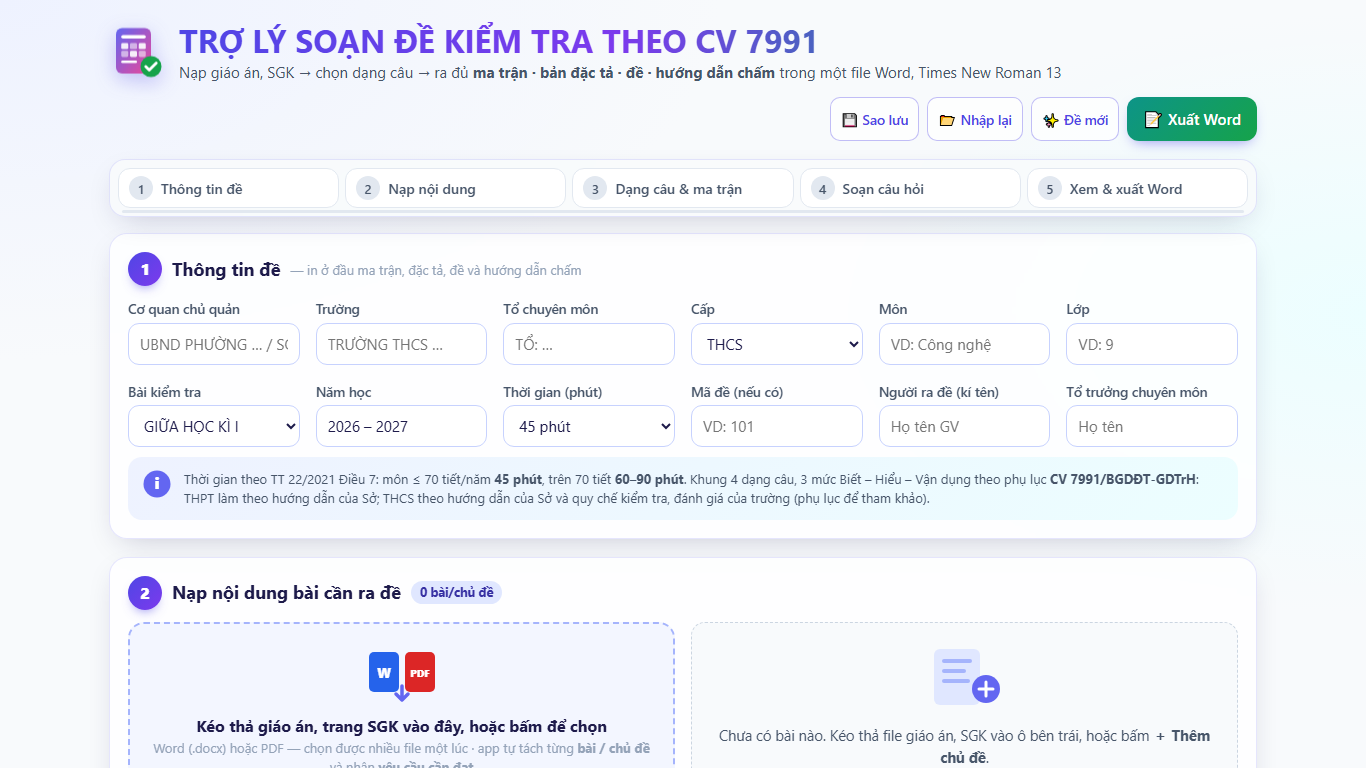 TRỢ LÝ SOẠN ĐỀ KIỂM TRA THEO CV 7991
Nạp giáo án, SGK → chọn dạng câu → ra đủ ma trận · bản đặc tả · đề · hướng dẫn chấm trong một file Word, Times New Roman 13
💾 Sao lưu
📂 Nhập lại
✨ Đề mới
📝 Xuất Word
1 Thông tin đề
2 Nạp nội dung
3 Dạng câu & ma trận
4 Soạn câu hỏi
5 Xem & xuất Word
1 Thông tin đề — in ở đầu ma trận, đặc tả, đề và hướng dẫn chấm
Cơ quan chủ quản Trường Tổ chuyên môn Cấp Môn Lớp
UBND PHƯỜNG ... / SỞ TRƯỜNG THCS ... TỔ: ... THCS VD: Công nghệ VD: 9
Bài kiểm tra Năm học Thời gian (phút) Mã đề (nếu có) Người ra đề (kí tên) Tổ trưởng chuyên môn
GIỮA HỌC KÌ I 2026 – 2027 45 phút VD: 101 Họ tên GV Họ tên
i Thời gian theo TT 22/2021 Điều 7: môn ≤ 70 tiết/năm 45 phút, trên 70 tiết 60–90 phút. Khung 4 dạng câu, 3 mức Biết – Hiểu – Vận dụng theo phụ lục CV 7991/BGDĐT-GDTrH:
THPT làm theo hướng dẫn của Sở; THCS theo hướng dẫn của Sở và quy chế kiểm tra, đánh giá của trường (phụ lục để tham khảo).
2 Nạp nội dung bài cần ra đề 0 bài/chủ đề
W PDF
Kéo thả giáo án, trang SGK vào đây, hoặc bấm để chọn
Word (.docx) hoặc PDF — chọn được nhiều file một lúc · app tự tách từng bài / chủ đề
và nhận yêu cầu cần đạt
Chưa có bài nào. Kéo thả file giáo án, SGK vào ô bên trái, hoặc bấm + Thêm
chủ đề.